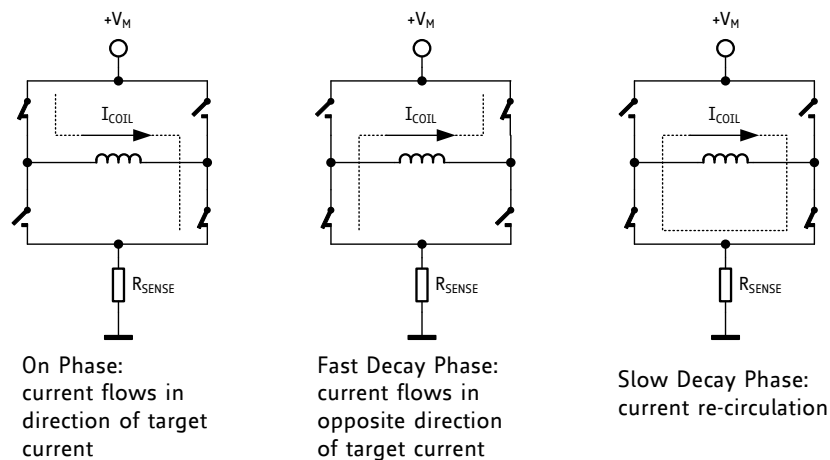 +VM
+VM
+VM
ICOIL
ICOIL
ICOIL
RSENSE
RSENSE
RSENSE
On Phase:
current flows in
direction of target
current
Fast Decay Phase:
current flows in
opposite direction
of target current
Slow Decay Phase:
current re-circulation